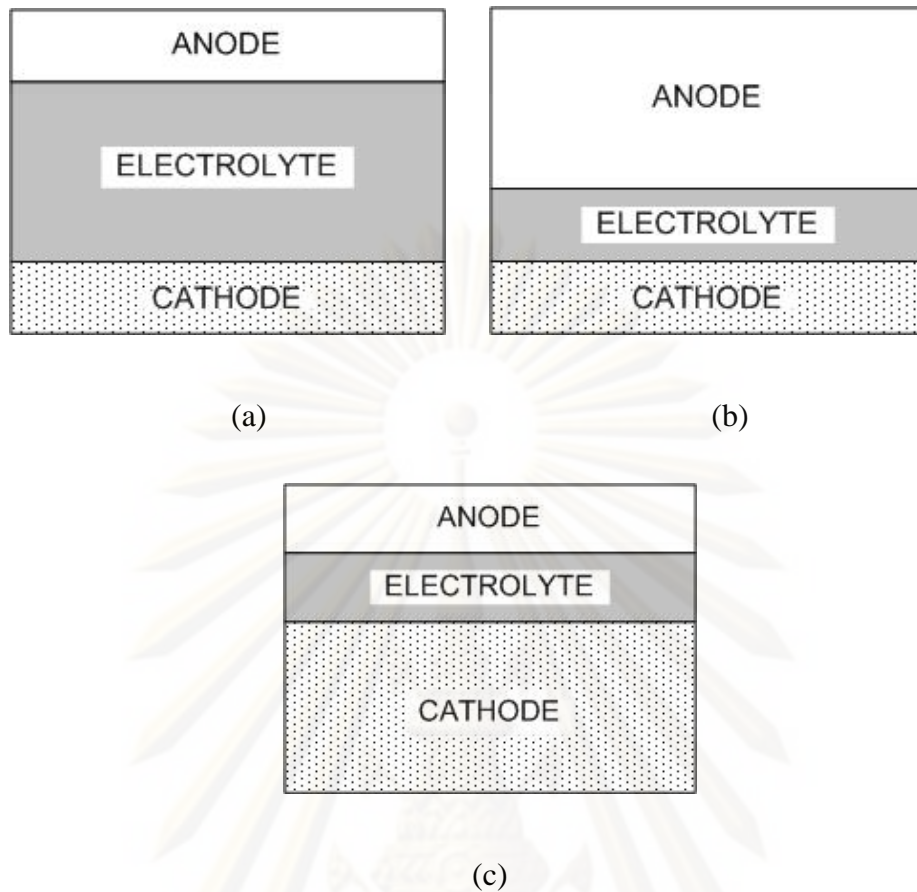 ANODE
ELECTROLYTE
CATHODE
ANODE
ELECTROLYTE
CATHODE
(a)
(b)
ANODE
ELECTROLYTE
CATHODE
(c)